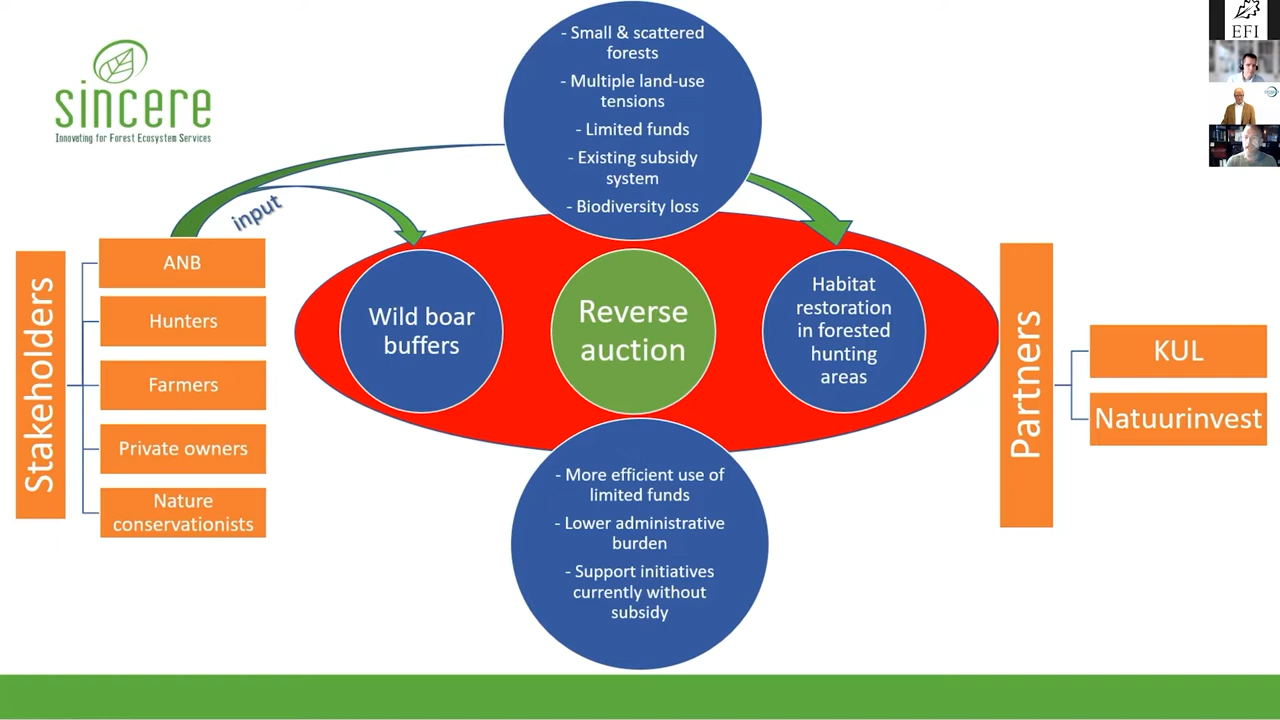 sincere
Innovating for Forest Ecosystem Services
- Small & scattered
forests
- Multiple land-use
tensions
- Limited funds
- Existing subsidy
system
- Biodiversity loss
EFI
input
Stakeholders
ANB
Hunters
Farmers
Private owners
Nature
conservationists
Wild boar
buffers
Reverse
auction
Habitat
restoration
in forested
hunting
areas
Partners
KUL
Natuurinvest
- More efficient use of
limited funds
- Lower administrative
burden
- Support initiatives
currently without
subsidy